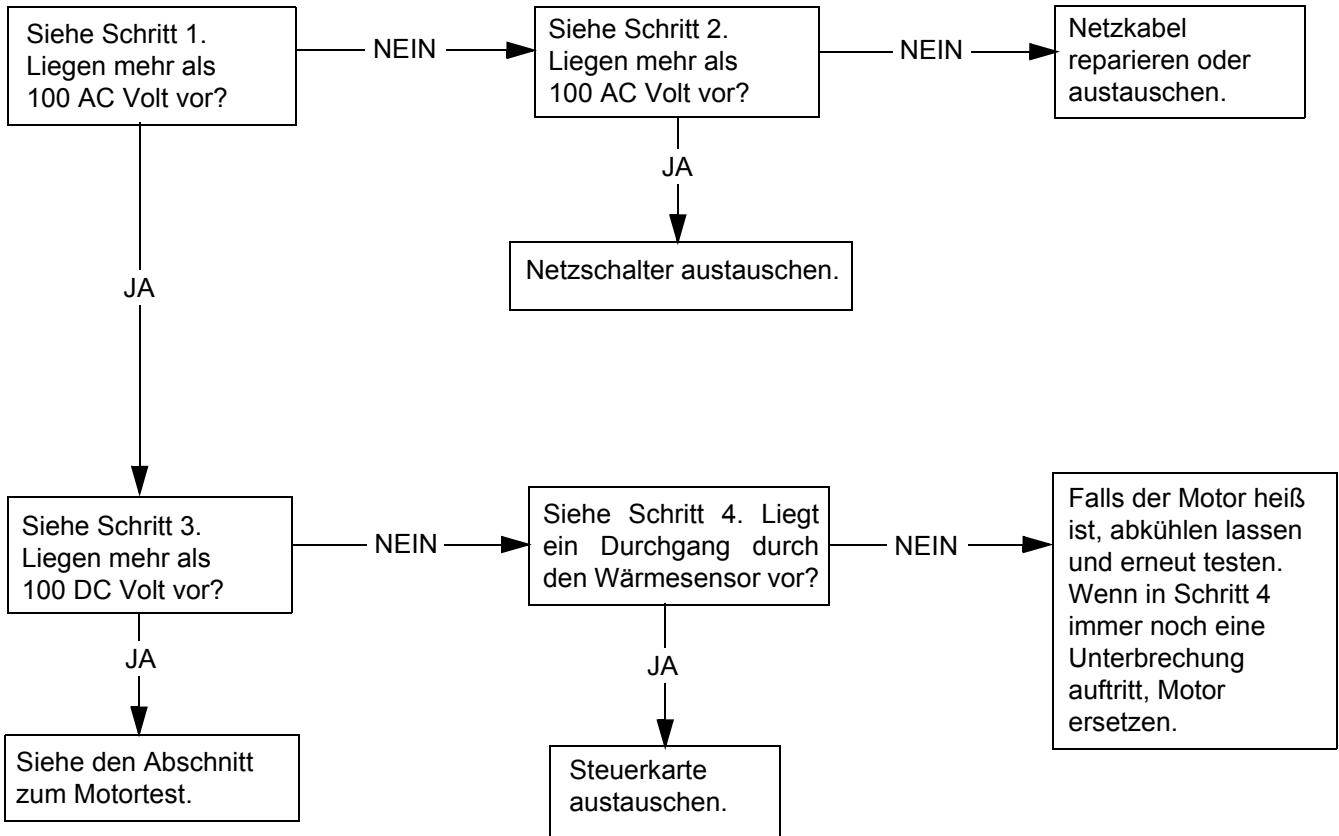 Siehe Schritt 1.
Liegen mehr als
100 AC Volt vor?
NEIN
Siehe Schritt 2.
Liegen mehr als
100 AC Volt vor?
NEIN
Netzkabel
reparieren oder
austauschen.
JA
Netzschalter austauschen.
JA
Siehe Schritt 3.
Liegen mehr als
100 DC Volt vor?
NEIN
Siehe Schritt 4. Liegt
ein Durchgang durch
den Wärmesensor vor?
NEIN
Falls der Motor heiß
ist, abkühlen lassen
und erneut testen.
Wenn in Schritt 4
immer noch eine
Unterbrechung
auftritt, Motor
ersetzen.
JA
Siehe den Abschnitt
zum Motortest.
JA
Steuerkarte
austauschen.